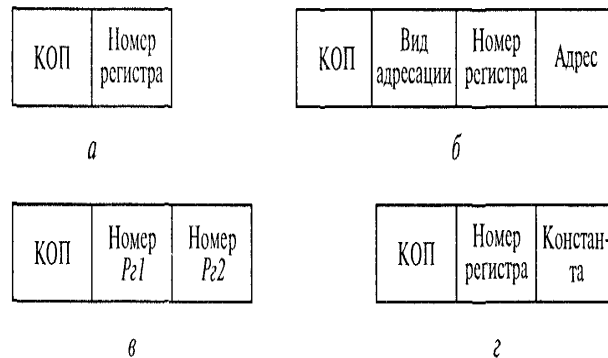 КОП
Номер
регистра
а
КОП
Вид
адресации
Номер
регистра
Адрес
б
КОП
Номер
Рг1
Номер
Рг2
в
КОП
Номер
регистра
Констан-
та
г